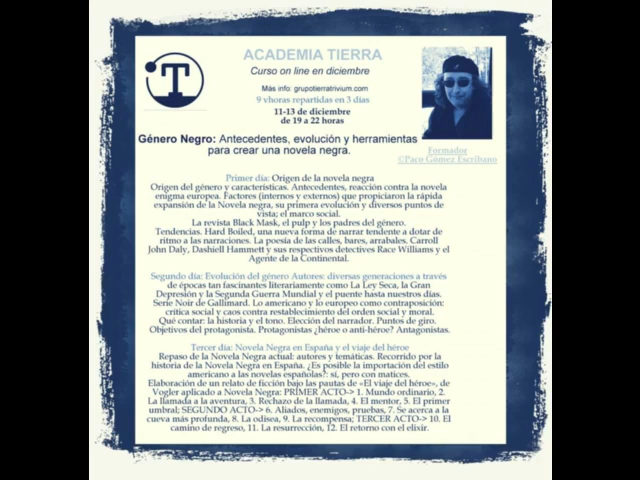 T
ACADEMIA TIERRA
Curso on line en diciembre
Más info: grupotierratrivium.com
9 vhoras repartidas en 3 días
11-13 de diciembre
de 19 a 22 horas
Género Negro: Antecedentes, evolución y herramientas
para crear una novela negra.
Formador
©Paco Gómez Escribano
Primer día: Origen de la novela negra
Origen del género y características. Antecedentes, reacción contra la novela
enigma europea. Factores (internos y externos) que propiciaron la rápida
expansión de la Novela negra, su primera evolución y diversos puntos de
vista; el marco social.
La revista Black Mask, el pulp y los padres del género.
Tendencias. Hard Boiled, una nueva forma de narrar tendente a dotar de
ritmo a las narraciones. La poesía de las calles, bares, arrabales. Carroll
John Daly, Dashiell Hammett y sus respectivos detectives Race Williams y el
Agente de la Continental.
Segundo día: Evolución del género Autores: diversas generaciones a través
de épocas tan fascinantes literariamente como La Ley Seca, la Gran
Depresión y la Segunda Guerra Mundial y el puente hasta nuestros días.
Serie Noir de Gallimard. Lo americano y lo europeo como contraposición:
crítica social y caos contra restablecimiento del orden social y moral.
Qué contar: la historia y el tono. Elección del narrador. Puntos de giro.
Objetivos del protagonista. Protagonistas ¿héroe o anti-héroe? Antagonistas.
Tercer día: Novela Negra en España y el viaje del héroe
Repaso de la Novela Negra actual: autores y temáticas. Recorrido por la
historia de la Novela Negra en España. ¿Es posible la importación del estilo
americano a las novelas españolas?: sí, pero con matices.
Elaboración de un relato de ficción bajo las pautas de «El viaje del héroe», de
Vogler aplicado a Novela Negra: PRIMER ACTO-> 1. Mundo ordinario, 2.
La llamada a la aventura, 3. Rechazo de la llamada, 4. El mentor, 5. El primer
umbral; SEGUNDO ACTO-> 6. Aliados, enemigos, pruebas, 7. Se acerca a la
cueva más profunda, 8. La odisea, 9. La recompensa; TERCER ACTO-> 10. El
camino de regreso, 11. La resurrección, 12. El retorno con el elixir.